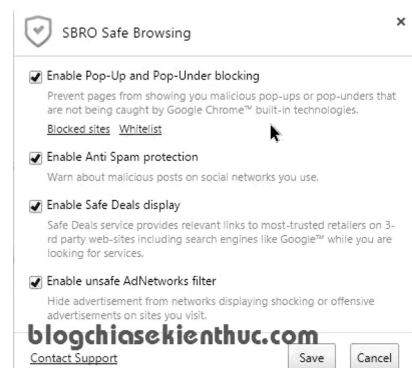 SBRO Safe Browsing
Enable Pop-Up and Pop-Under blocking
Prevent pages from showing you malicious pop-ups or pop-unders that
are not being caught by Google Chrome™ built-in technologies.
Blocked sites Whitelist
Enable Anti Spam protection
Warn about malicious posts on social networks you use.
Enable Safe Deals display
Safe Deals service provides relevant links to most-trusted retailers on 3-
rd party web-sites including search engines like Google™ while you are
looking for services.
Enable unsafe AdNetworks filter
Hide advertisement from networks displaying shocking or offensive
advertisements on sites you visit.
blogchiasekienthuc.com
Contact Support Save Cancel